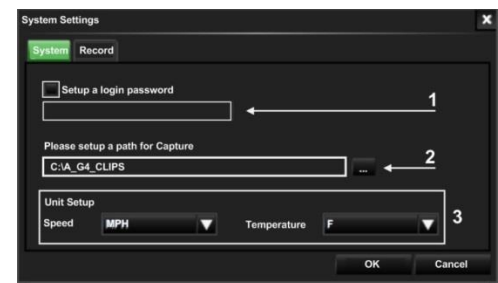 System Settings
System Record
Setup a login password
1
Please setup a path for Capture
C:\A_G4_CLIPS ... 2
Unit Setup
Speed MPH Temperature F 3
OK Cancel